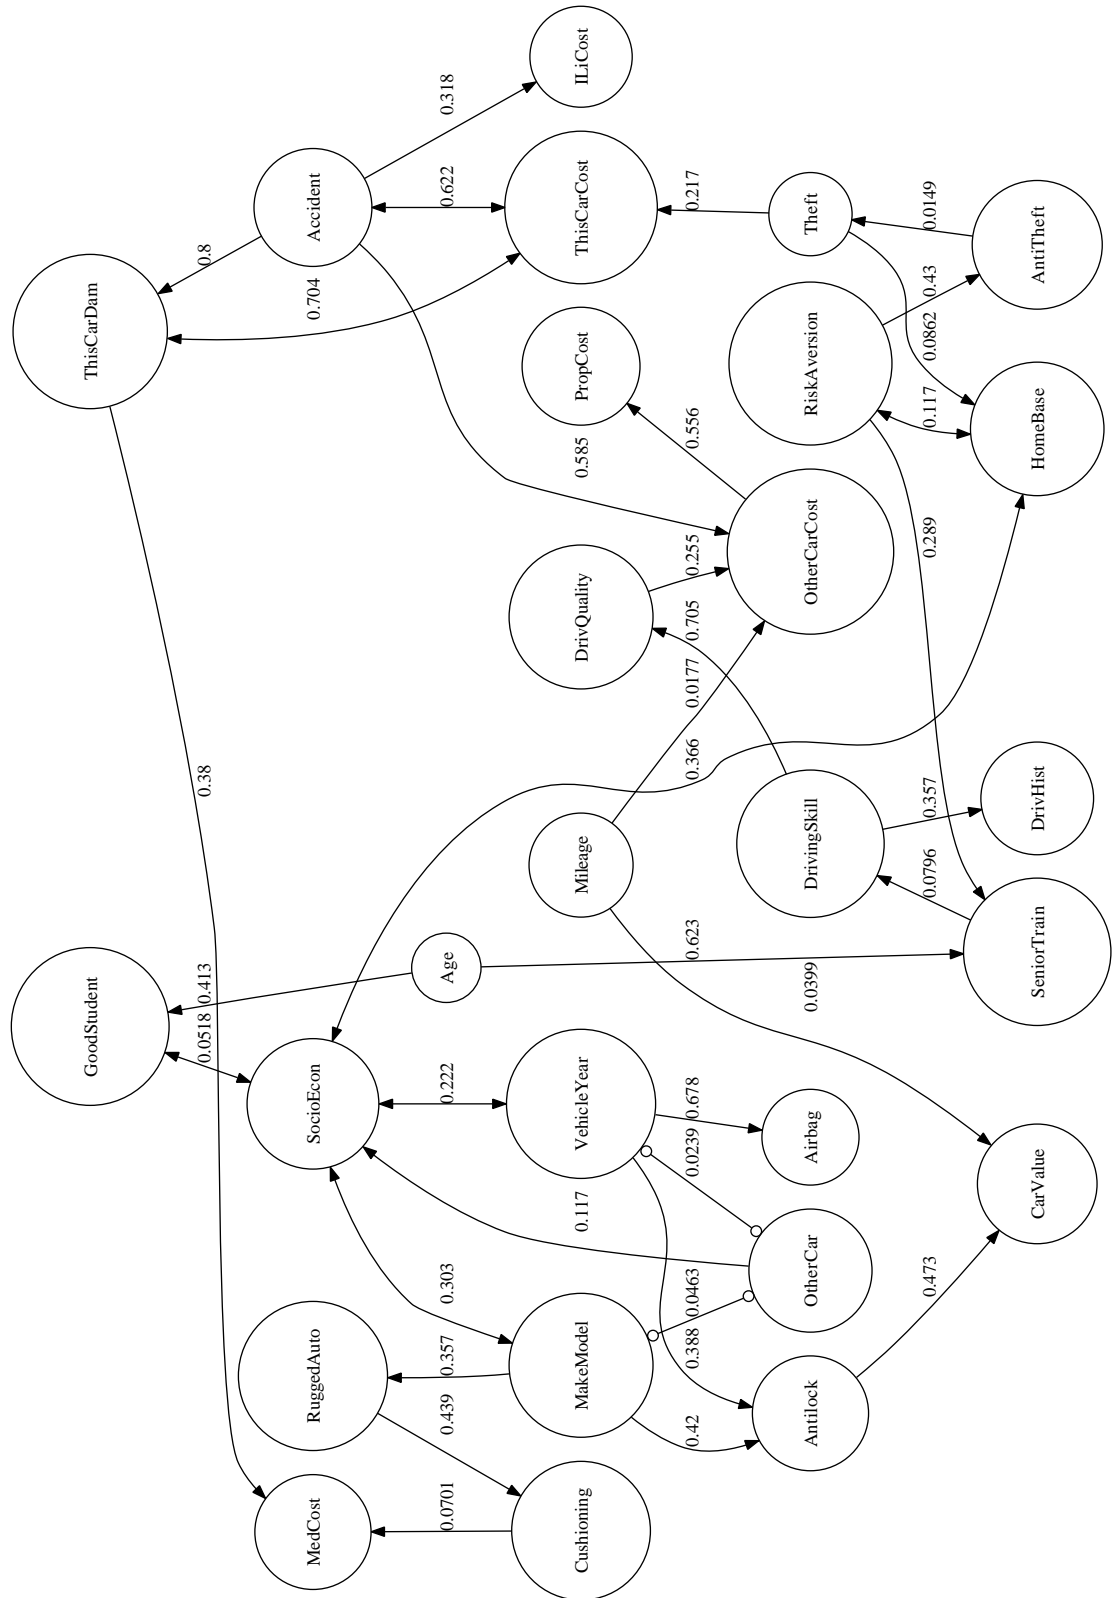 GoodStudent
ThisCarDam
0.0518
0.413
0.38
0.8
MedCost
RuggedAuto
SocioEcon
0.704
Accident
0.0701
0.439
0.357
0.303
0.222
Age
0.622
0.318
Cushioning
MakeModel
0.117
VehicleYear
Mileage
DrivQuality
0.585
PropCost
ThisCarCost
ILiCost
0.42
0.388
0.0463
0.0239
0.678
0.623
0.366
0.0177
0.705
0.255
0.556
0.217
Antilock
OtherCar
Airbag
0.0399
DrivingSkill
OtherCarCost
RiskAversion
Theft
0.473
0.0796
0.357
0.289
0.117
0.0862
0.43
0.0149
CarValue
SeniorTrain
DrivHist
HomeBase
AntiTheft